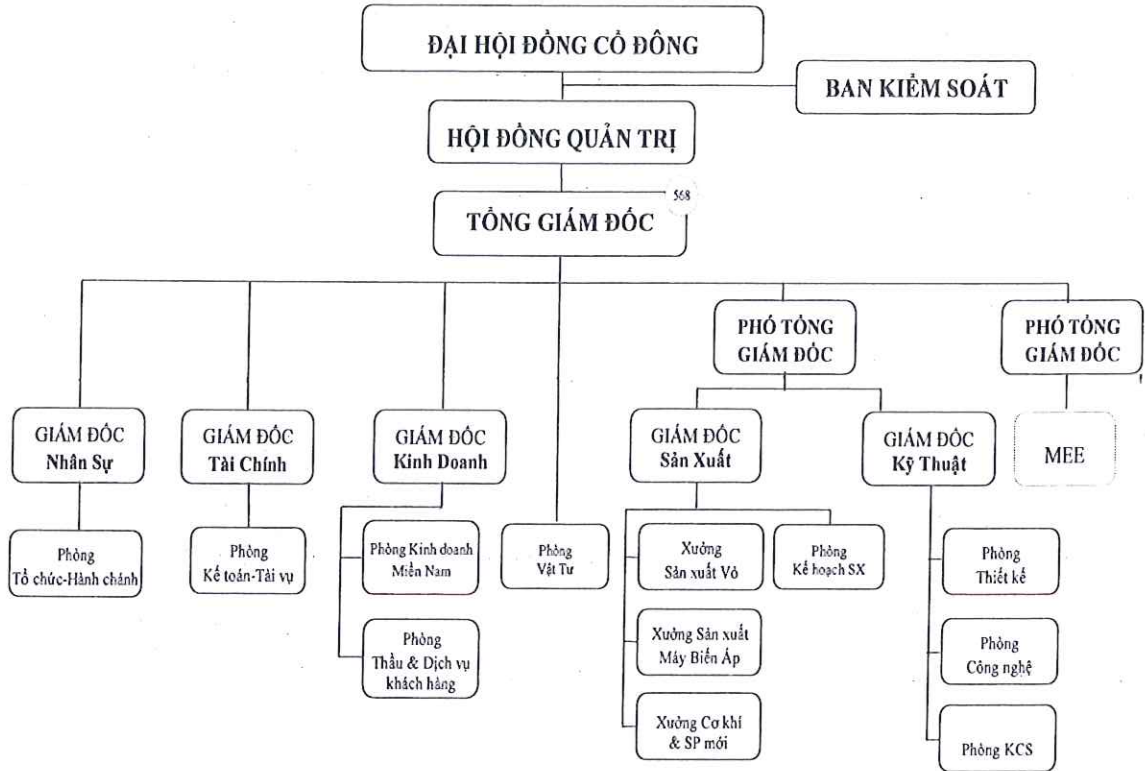 ĐẠI HỘI ĐỒNG CỔ ĐÔNG
BAN KIỂM SOÁT
HỘI ĐỒNG QUẢN TRỊ
568
TỔNG GIÁM ĐỐC
PHÓ TỔNG
GIÁM ĐỐC
PHÓ TỔNG
GIÁM ĐỐC
GIÁM ĐỐC
Nhân Sự
GIÁM ĐỐC
Tài Chính
GIÁM ĐỐC
Kinh Doanh
GIÁM ĐỐC
Sản Xuất
GIÁM ĐỐC
Kỹ Thuật
MEE
Phòng
Tổ chức-Hành chánh
Phòng
Kế toán-Tài vụ
Phòng Kinh doanh
Miền Nam
Phòng
Vật Tư
Xưởng
Sản xuất Vỏ
Phòng
Kế hoạch SX
Phòng
Thiết kế
Phòng
Thầu & Dịch vụ
khách hàng
Xưởng Sản xuất
Máy Biến Áp
Phòng
Công nghệ
Xưởng Cơ khí
& SP mới
Phòng KCS